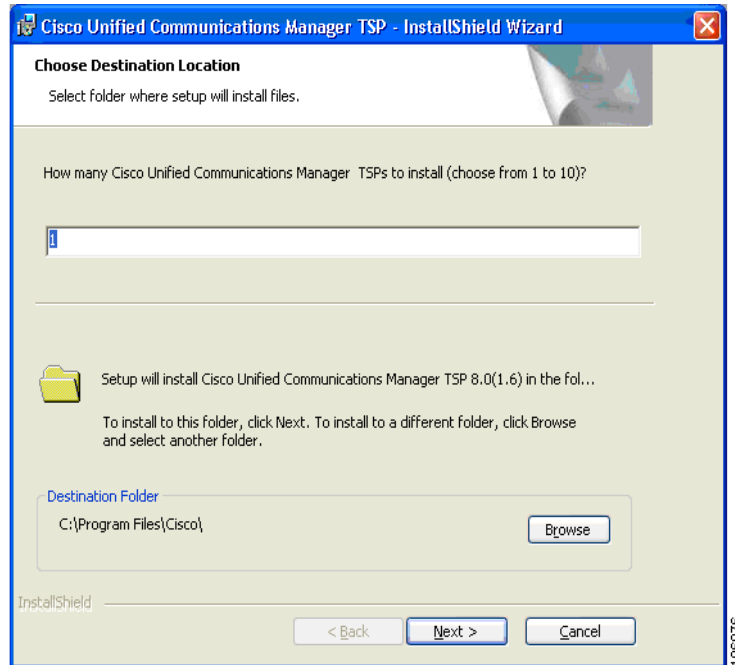 Cisco Unified Communications Manager TSP - InstallShield Wizard
Choose Destination Location
Select folder where setup will install files.
How many Cisco Unified Communications Manager TSPs to install (choose from 1 to 10)?
1
Setup will install Cisco Unified Communications Manager TSP 8.0(1.6) in the fol...
To install to this folder, click Next. To install to a different folder, click Browse
and select another folder.
Destination Folder
C:\Program Files\Cisco\
Browse
InstallShield
< Back
Next >
Cancel